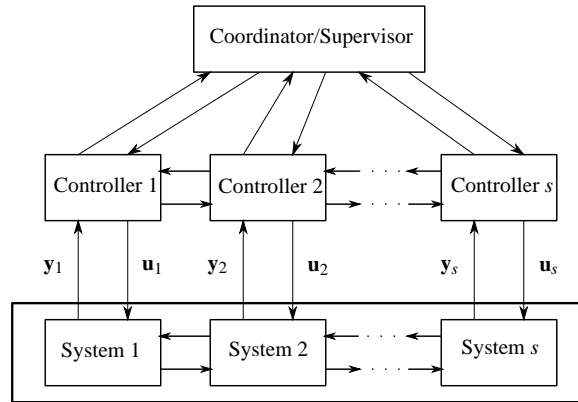 Coordinator/Supervisor
Controller 1
Controller 2
. . . .
. . . .
Controller s
y1
u1
y2
u2
ys
us
System 1
System 2
. . . .
. . . .
System s